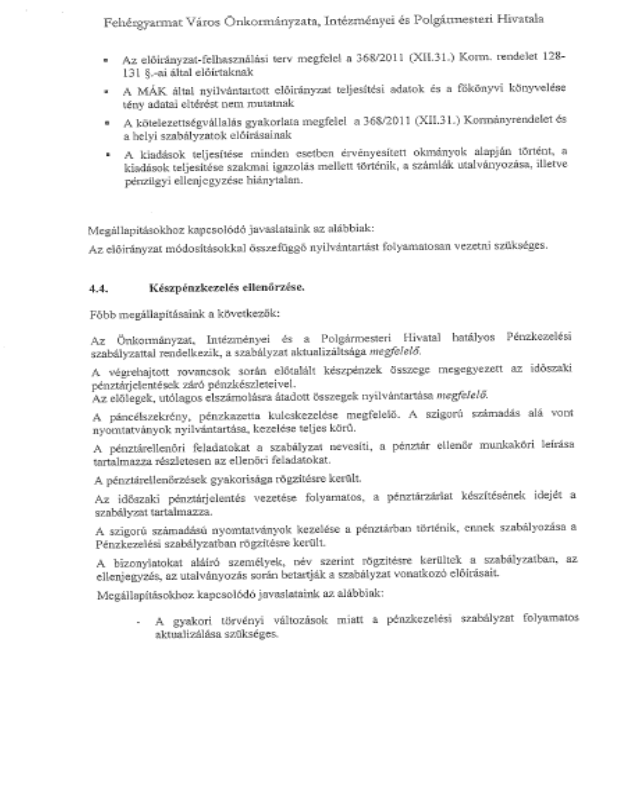 Fehérgyarmat Város Önkormányzata, Intézményei és Polgármesteri Hivatala
▪ Az előirányzat-felhasználási terv megfelel a 368/2011 (XII.31.) Korm. rendelet 128-
131 §.-ai által előírtaknak
▪ A MÁK által nyilvántartott előirányzat teljesítési adatok és a főkönyvi könyvelése
tény adatai eltérést nem mutatnak
▪ A kötelezettségvállalás gyakorlata megfelel a 368/2011 (XII.31.) Kormányrendelet és
a helyi szabályzatok előírásainak
▪ A kiadások teljesítése minden esetben érvényesített okmányok alapján történt, a
kiadások teljesítése szakmai igazolás mellett történik, a számlák utalványozása, illetve
pénzügyi ellenjegyzése hiánytalan.
Megállapításokhoz kapcsolódó javaslataink az alábbiak:
Az előirányzat módosításokkal összefüggő nyilvántartást folyamatosan vezetni szükséges.
4.4. Készpénzkezelés ellenőrzése.
Főbb megállapításaink a következők:
Az Önkormányzat, Intézményei és a Polgármesteri Hivatal hatályos Pénzkezelési
szabályzattal rendelkezik, a szabályzat aktualizáltsága megfelelő.
A végrehajtott rovancsok során előtalált készpénzek összege megegyezett az időszaki
pénztárjelentések záró pénzkészleteivel.
Az előlegek, utólagos elszámolásra átadott összegek nyilvántartása megfelelő.
A páncélszekrény, pénzkazetta kulcskezelése megfelelő. A szigorú számadás alá vont
nyomtatványok nyilvántartása, kezelése teljes körű.
A pénztárellenőri feladatokat a szabályzat nevesíti, a pénztár ellenőr munkaköri leírása
tartalmazza részletesen az ellenőri feladatokat.
A pénztárellenőrzések gyakorisága rögzítésre került.
Az időszaki pénztárjelentés vezetése folyamatos, a pénztárzárlat készítésének idejét a
szabályzat tartalmazza.
A szigorú számadású nyomtatványok kezelése a pénztárban történik, ennek szabályozása a
Pénzkezelési szabályzatban rögzítésre került.
A bizonylatokat aláíró személyek, név szerint rögzítésre kerültek a szabályzatban, az
ellenjegyzés, az utalványozás során betartják a szabályzat vonatkozó előírásait.
Megállapításokhoz kapcsolódó javaslataink az alábbiak:
- A gyakori törvényi változások miatt a pénzkezelési szabályzat folyamatos
aktualizálása szükséges.